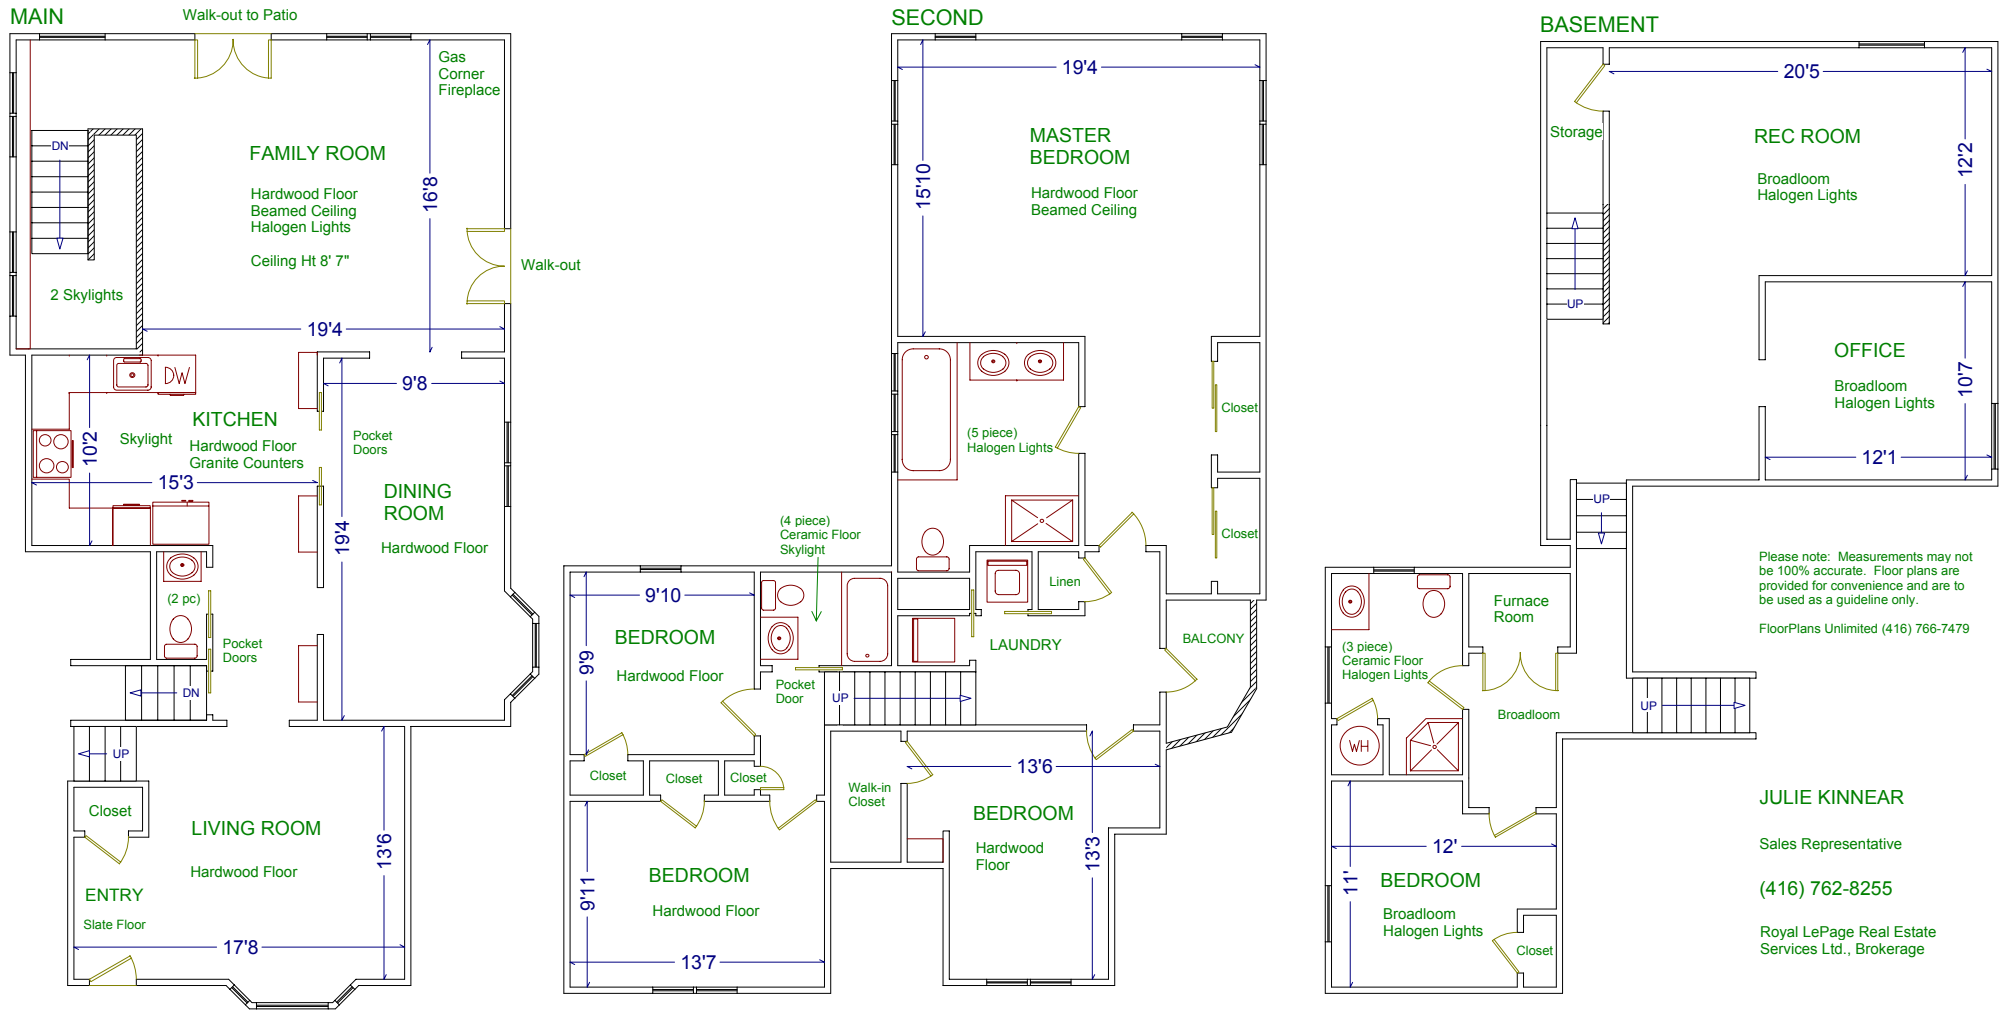 MAIN
Walk-out to Patio
Gas
Corner
Fireplace
DN
FAMILY ROOM
Hardwood Floor
Beamed Ceiling
Halogen Lights
Ceiling Ht 8' 7"
16'8
Walk-out
2 Skylights
19'4
DW
9'8
KITCHEN
Skylight
Hardwood Floor
Granite Counters
10'2
15'3
Pocket
Doors
DINING
ROOM
Hardwood Floor
19'4
(2 pc)
Pocket
Doors
DN
UP
Closet
LIVING ROOM
Hardwood Floor
13'6
ENTRY
Slate Floor
17'8
SECOND
19'4
MASTER
BEDROOM
Hardwood Floor
Beamed Ceiling
15'10
Closet
(5 piece)
Halogen Lights
Closet
(4 piece)
Ceramic Floor
Skylight
Linen
9'10
BEDROOM
Hardwood Floor
9'9
LAUNDRY
BALCONY
Pocket
Door
UP
Closet
Closet
Closet
Walk-in
Closet
13'6
BEDROOM
Hardwood
Floor
13'3
BEDROOM
Hardwood Floor
9'11
13'7
BASEMENT
20'5
Storage
REC ROOM
Broadloom
Halogen Lights
12'2
UP
OFFICE
Broadloom
Halogen Lights
10'7
12'1
UP
Please note: Measurements may not
be 100% accurate. Floor plans are
provided for convenience and are to
be used as a guideline only.
FloorPlans Unlimited (416) 766-7479
Furnace
Room
(3 piece)
Ceramic Floor
Halogen Lights
Broadloom
UP
WH
12'
11'
BEDROOM
Broadloom
Halogen Lights
Closet
JULIE KINNEAR
Sales Representative
(416) 762-8255
Royal LePage Real Estate
Services Ltd., Brokerage